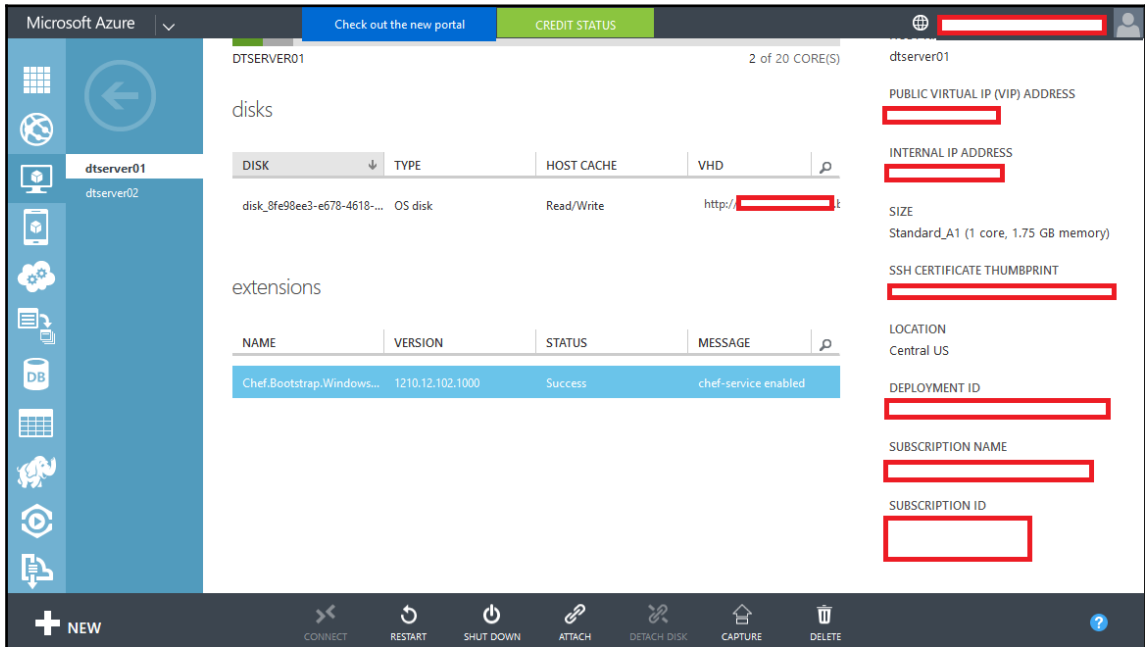 Microsoft Azure
Check out the new portal
CREDIT STATUS
DTSERVER01
2 of 20 CORE(S)
disks
DISK TYPE HOST CACHE VHD
disk_8fe98ee3-e678-4618-... OS disk Read/Write http://
extensions
NAME VERSION STATUS MESSAGE
Chef.Bootstrap.Windows... 1210.12.102.1000 Success chef-service enabled
dtserver01
dtserver02
DB
dtserver01
PUBLIC VIRTUAL IP (VIP) ADDRESS
INTERNAL IP ADDRESS
SIZE
Standard_A1 (1 core, 1.75 GB memory)
SSH CERTIFICATE THUMBPRINT
LOCATION
Central US
DEPLOYMENT ID
SUBSCRIPTION NAME
SUBSCRIPTION ID
NEW
CONNECT
RESTART
SHUT DOWN
ATTACH
DETACH DISK
CAPTURE
DELETE
?